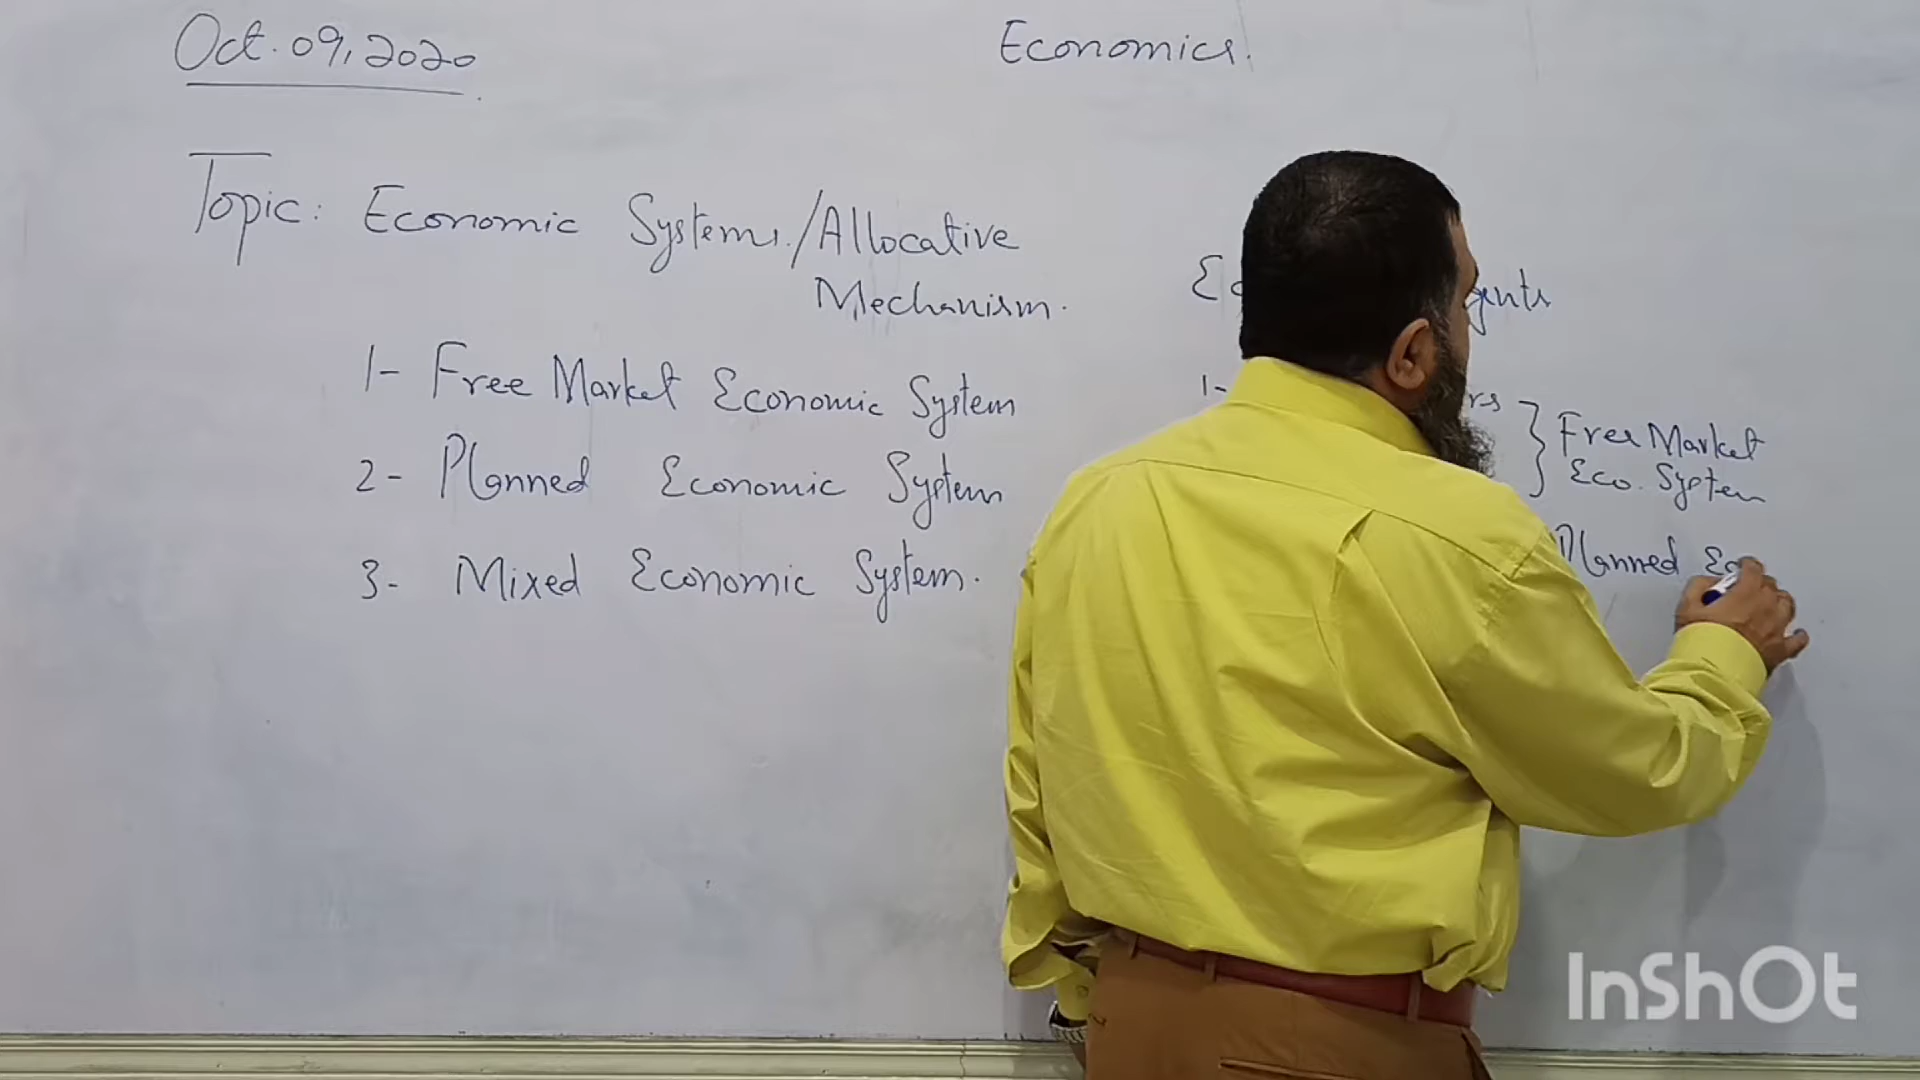 Oct. 09, 2020
Economics.
Topic: Economic Systems./Allocative
Mechanism.
1- Free Market Economic System
2- Planned Economic System
3- Mixed Economic System.
1-
} Free Market
Eco. System
Planned
InShOt